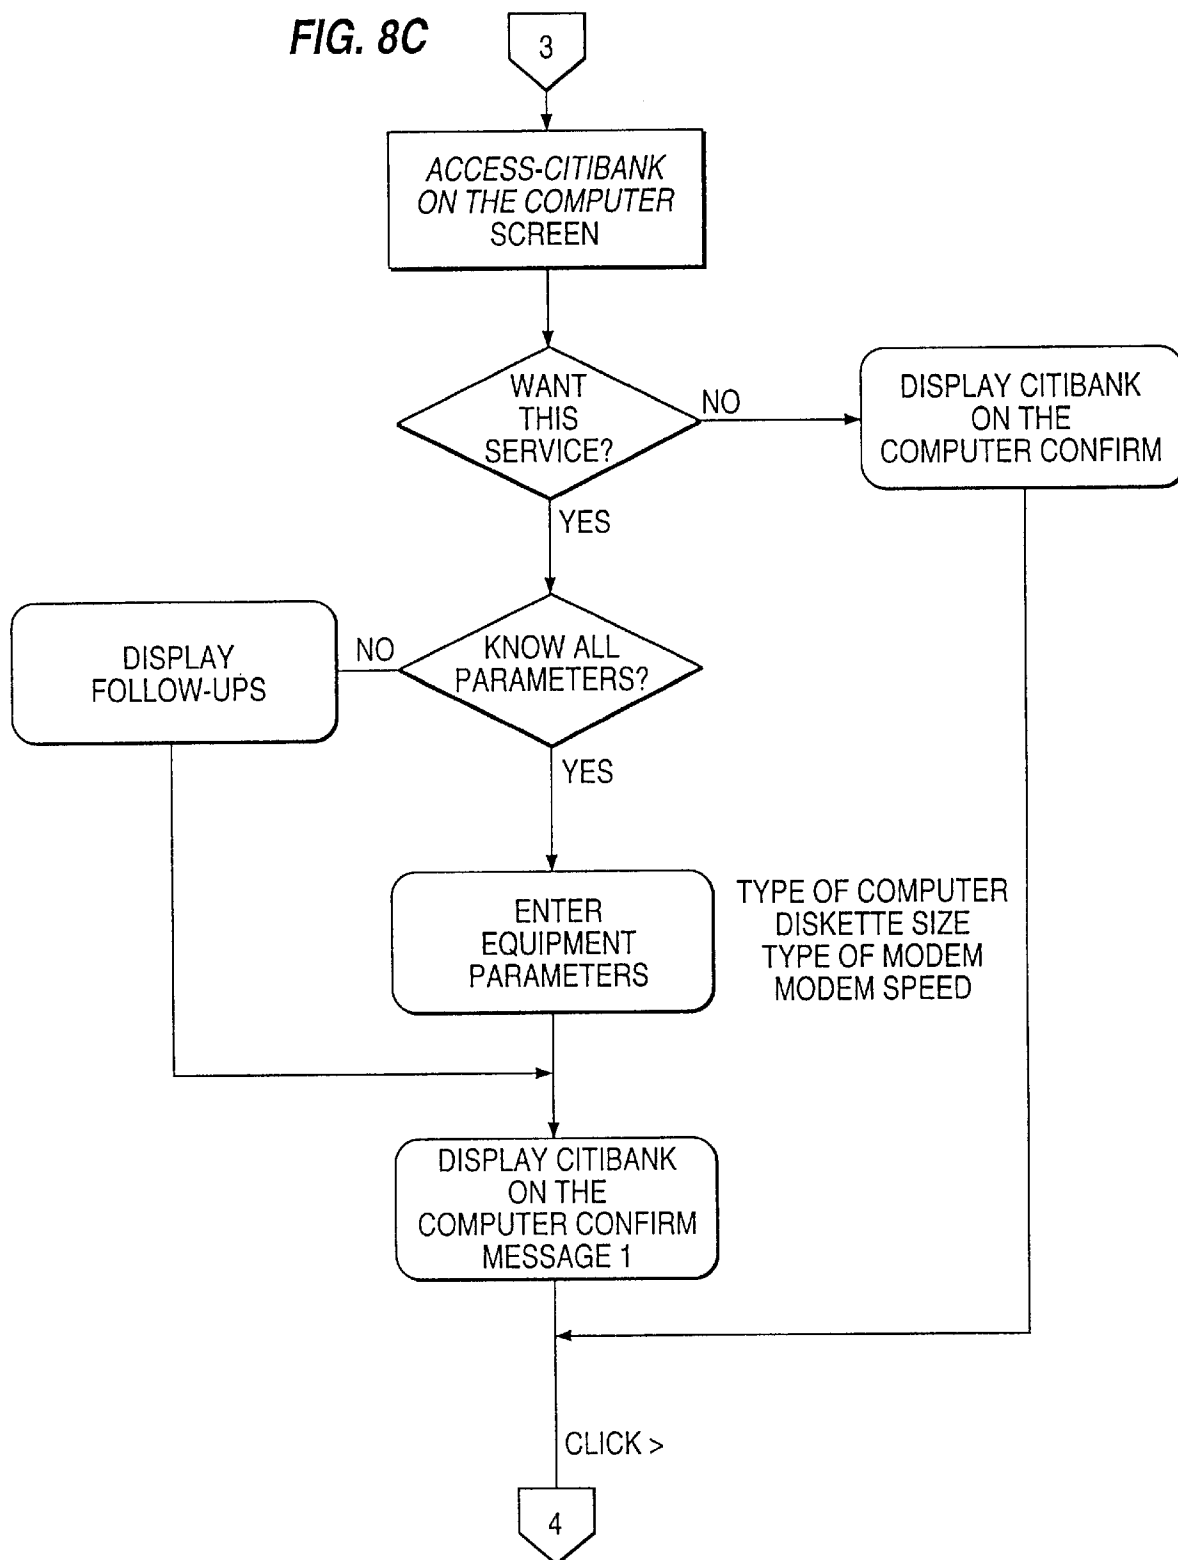 FIG. 8C
3
ACCESS-CITIBANK
ON THE COMPUTER
SCREEN
WANT
THIS
SERVICE?
NO
DISPLAY CITIBANK
ON THE
COMPUTER CONFIRM
YES
DISPLAY
FOLLOW-UPS
NO
KNOW ALL
PARAMETERS?
YES
ENTER
EQUIPMENT
PARAMETERS
TYPE OF COMPUTER
DISKETTE SIZE
TYPE OF MODEM
MODEM SPEED
DISPLAY CITIBANK
ON THE
COMPUTER CONFIRM
MESSAGE 1
CLICK >
4